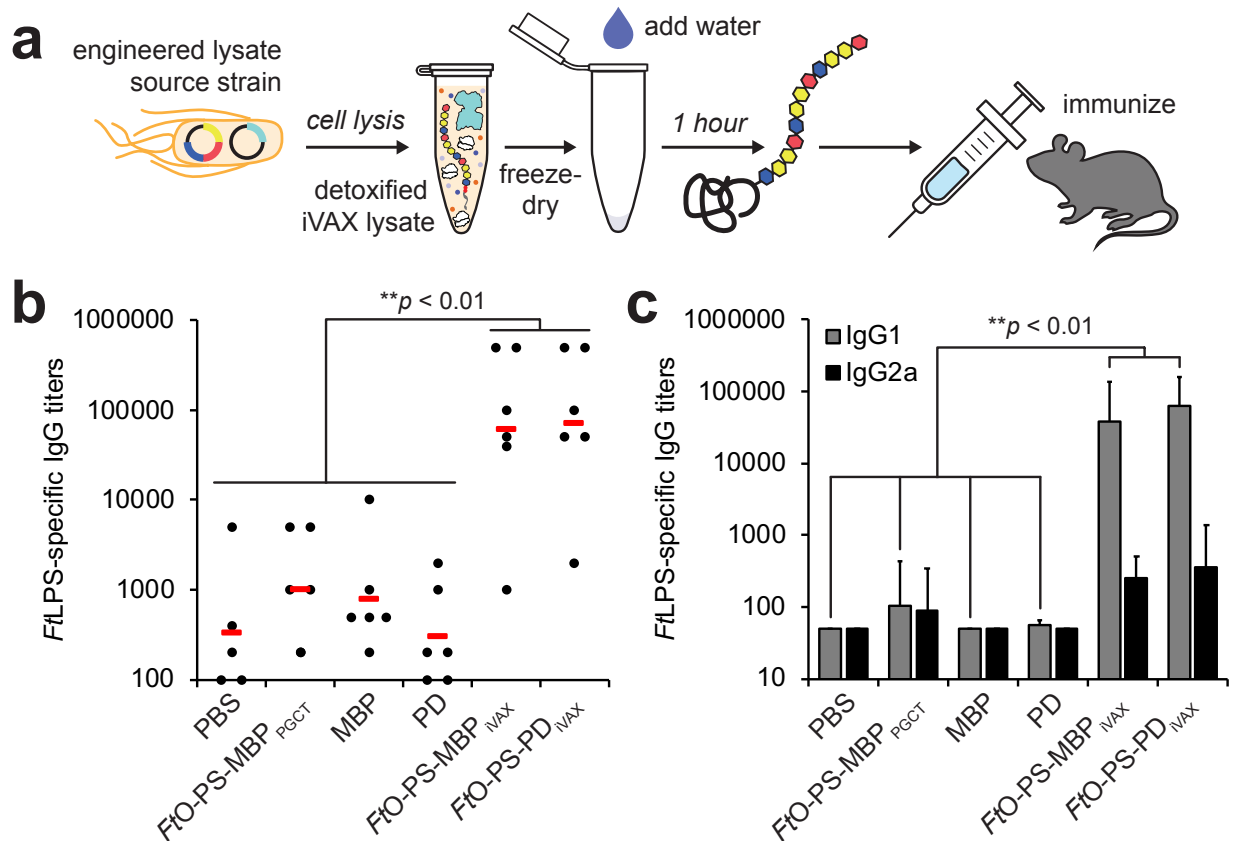 a
engineered lysate
source strain
cell lysis
detoxified
iVAX lysate
freeze-
dry
add water
1 hour
immunize
b
**p < 0.01
FtLPS-specific IgG titers
1000000
100000
10000
1000
100
PBS
FtO-PS-MBP PGCT
MBP
PD
FtO-PS-MBP iVAX
FtO-PS-PD iVAX
c
**p < 0.01
IgG1
IgG2a
FtLPS-specific IgG titers
1000000
100000
10000
1000
100
10
PBS
FtO-PS-MBP PGCT
MBP
PD
FtO-PS-MBP iVAX
FtO-PS-PD iVAX